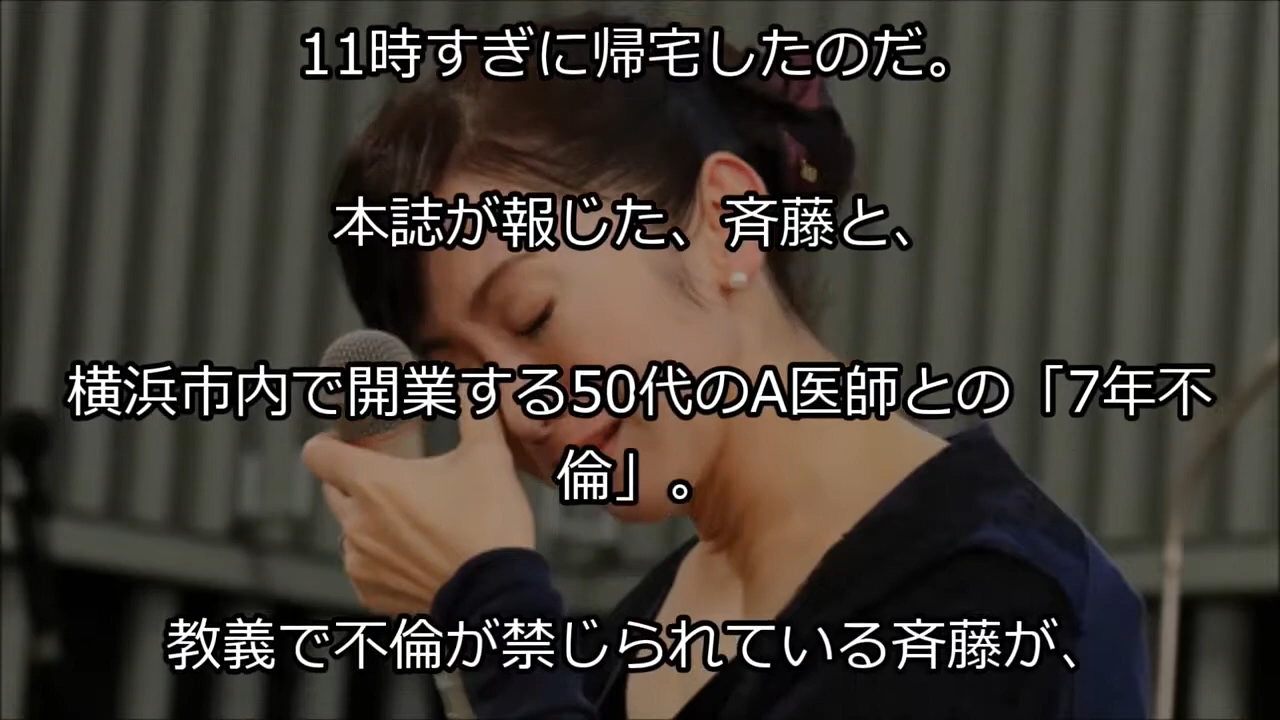 11時すぎに帰宅したのだ。
本誌が報じた、斉藤と、
横浜市内で開業する50代のA医師との「7年不
倫」。
教義で不倫が禁じられている斉藤が、